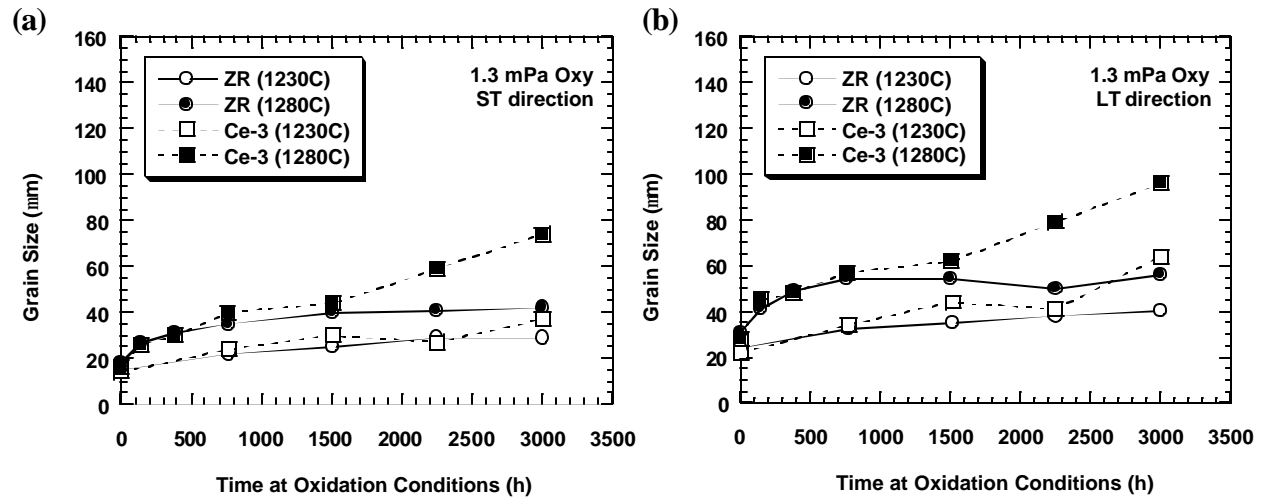 (a)
160
140
120
100
80
60
40
20
0
Grain Size (mm)
ZR (1230C)
ZR (1280C)
Ce-3 (1230C)
Ce-3 (1280C)
1.3 mPa Oxy
ST direction
0 500 1000 1500 2000 2500 3000 3500
Time at Oxidation Conditions (h)
(b)
160
140
120
100
80
60
40
20
0
Grain Size (mm)
ZR (1230C)
ZR (1280C)
Ce-3 (1230C)
Ce-3 (1280C)
1.3 mPa Oxy
LT direction
0 500 1000 1500 2000 2500 3000 3500
Time at Oxidation Conditions (h)